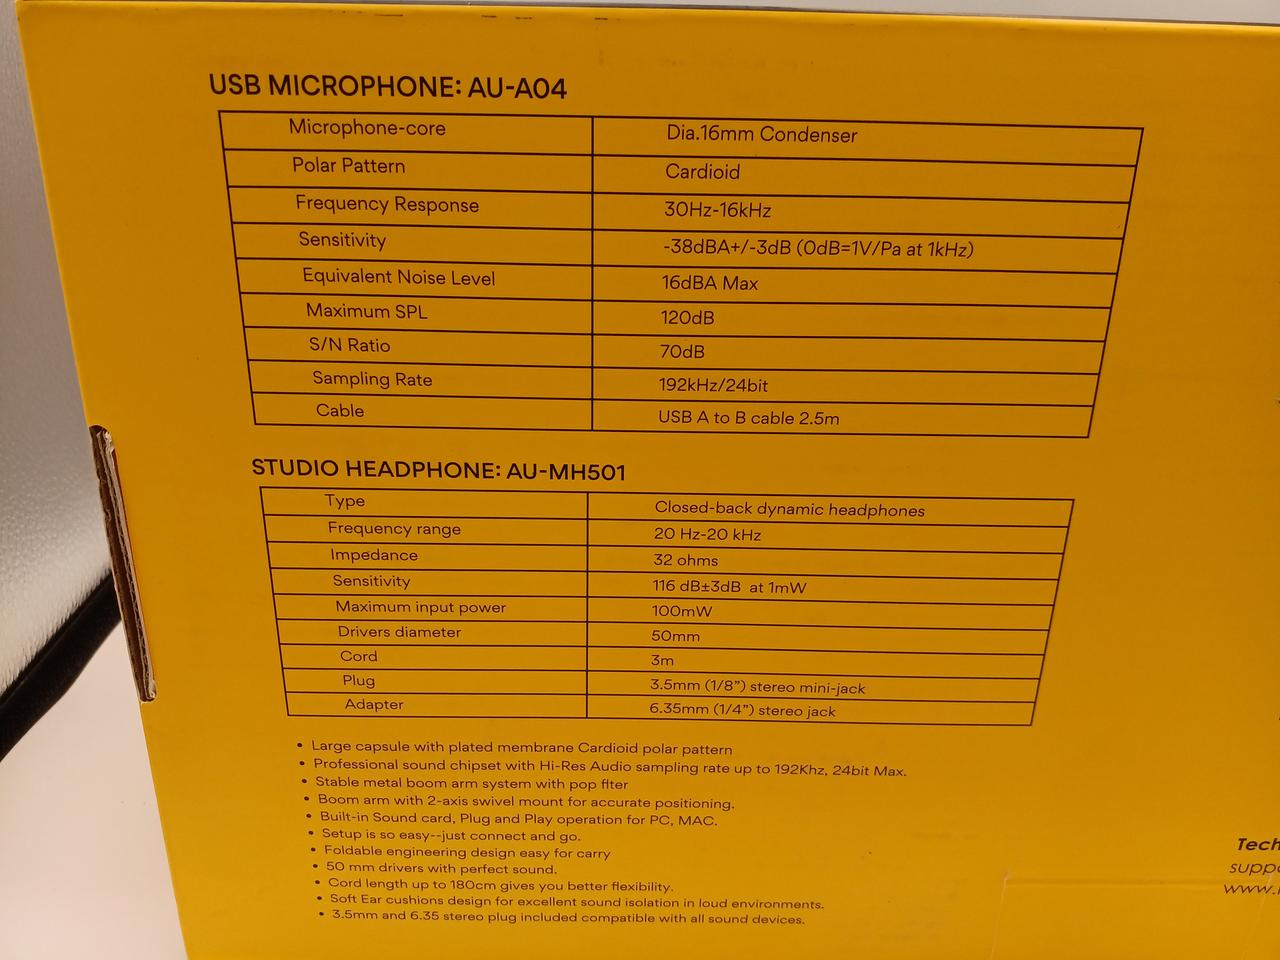 USB MICROPHONE: AU-A04
Microphone-core Dia.16mm Condenser
Polar Pattern Cardioid
Frequency Response 30Hz-16kHz
Sensitivity -38dBA+/-3dB (0dB=1V/Pa at 1kHz)
Equivalent Noise Level 16dBA Max
Maximum SPL 120dB
S/N Ratio 70dB
Sampling Rate 192kHz/24bit
Cable USB A to B cable 2.5m
STUDIO HEADPHONE: AU-MH501
Type Closed-back dynamic headphones
Frequency range 20 Hz-20 kHz
Impedance 32 ohms
Sensitivity 116 dB±3dB at 1mW
Maximum input power 100mW
Drivers diameter 50mm
Cord 3m
Plug 3.5mm (1/8”) stereo mini-jack
Adapter 6.35mm (1/4”) stereo jack
• Large capsule with plated membrane Cardioid polar pattern
• Professional sound chipset with Hi-Res Audio sampling rate up to 192Khz, 24bit Max.
• Stable metal boom arm system with pop flter
• Boom arm with 2-axis swivel mount for accurate positioning.
• Built-in Sound card, Plug and Play operation for PC, MAC.
• Setup is so easy--just connect and go.
• Foldable engineering design easy for carry
• 50 mm drivers with perfect sound.
• Cord length up to 180cm gives you better flexibility.
• Soft Ear cushions design for excellent sound isolation in loud environments.
• 3.5mm and 6.35 stereo plug included compatible with all sound devices.
Tech
suppo
www.